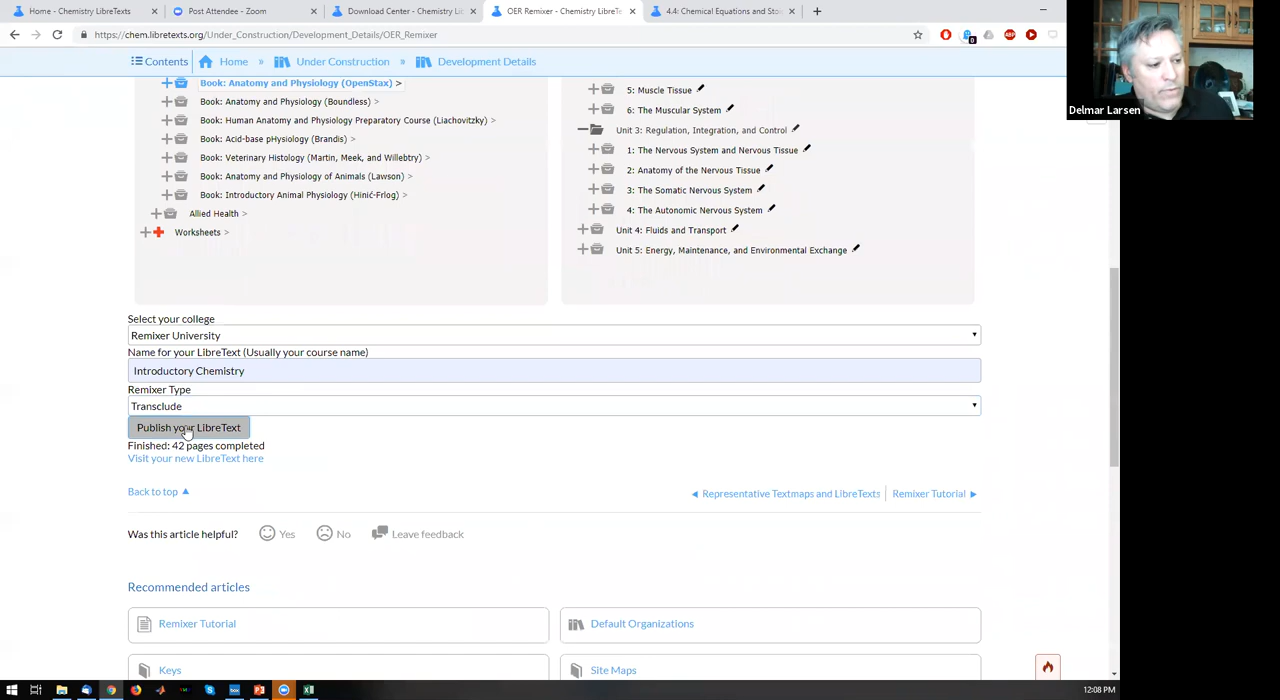 Home - Chemistry LibreTexts
Post Attendee - Zoom
Download Center - Chemistry Lib
OER Remixer - Chemistry LibreT
4.4: Chemical Equations and Stoi
https://chem.libretexts.org/Under_Construction/Development_Details/OER_Remixer
ABP
0
Contents Home » Under Construction » Development Details
Delmar Larsen
Book: Anatomy and Physiology (OpenStax) >
Book: Anatomy and Physiology (Boundless) >
Book: Human Anatomy and Physiology Preparatory Course (Liachovitzky) >
Book: Acid-base pHysiology (Brandis) >
Book: Veterinary Histology (Martin, Meek, and Willebtry) >
Book: Anatomy and Physiology of Animals (Lawson) >
Book: Introductory Animal Physiology (Hinić-Frlog) >
Allied Health >
Worksheets >
5: Muscle Tissue
6: The Muscular System
Unit 3: Regulation, Integration, and Control
1: The Nervous System and Nervous Tissue
2: Anatomy of the Nervous Tissue
3: The Somatic Nervous System
4: The Autonomic Nervous System
Unit 4: Fluids and Transport
Unit 5: Energy, Maintenance, and Environmental Exchange
Select your college
Remixer University
Name for your LibreText (Usually your course name)
Introductory Chemistry
Remixer Type
Transclude
Publish your LibreText
Finished: 42 pages completed
Visit your new LibreText here
Back to top
Representative Textmaps and LibreTexts
Remixer Tutorial
Was this article helpful? Yes No Leave feedback
Recommended articles
Remixer Tutorial
Default Organizations
Keys
Site Maps
12:08 PM